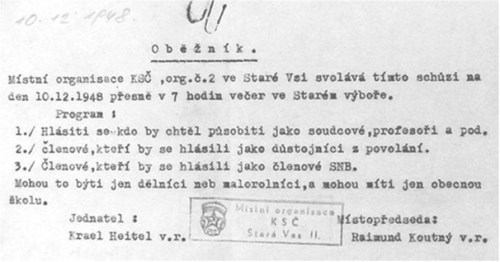 10.12.1948.
Oběžník.
Místní organisace KSČ ,org.č.2 ve Staré Vsi svolává tímto schůzi na
den 10.12.1948 přesně v 7 hodin večer ve Starém výboře.
Program :
1./ Hlásiti se kdo by chtěl působiti jako soudcové,profesoři a pod.
2./ členové,kteří by se hlásili jako důstojníci z povolání.
3./ Členové,kteří by se hlásili jako členové SNB.
Mohou to býti jen dělníci neb malorolníci,a mohou míti jen obecnou
školu.
Jednatel : Místopředseda:
Krael Heitel v.r. Raimund Koutný v.r.
Místní organisace
KSČ
Stará Ves II.